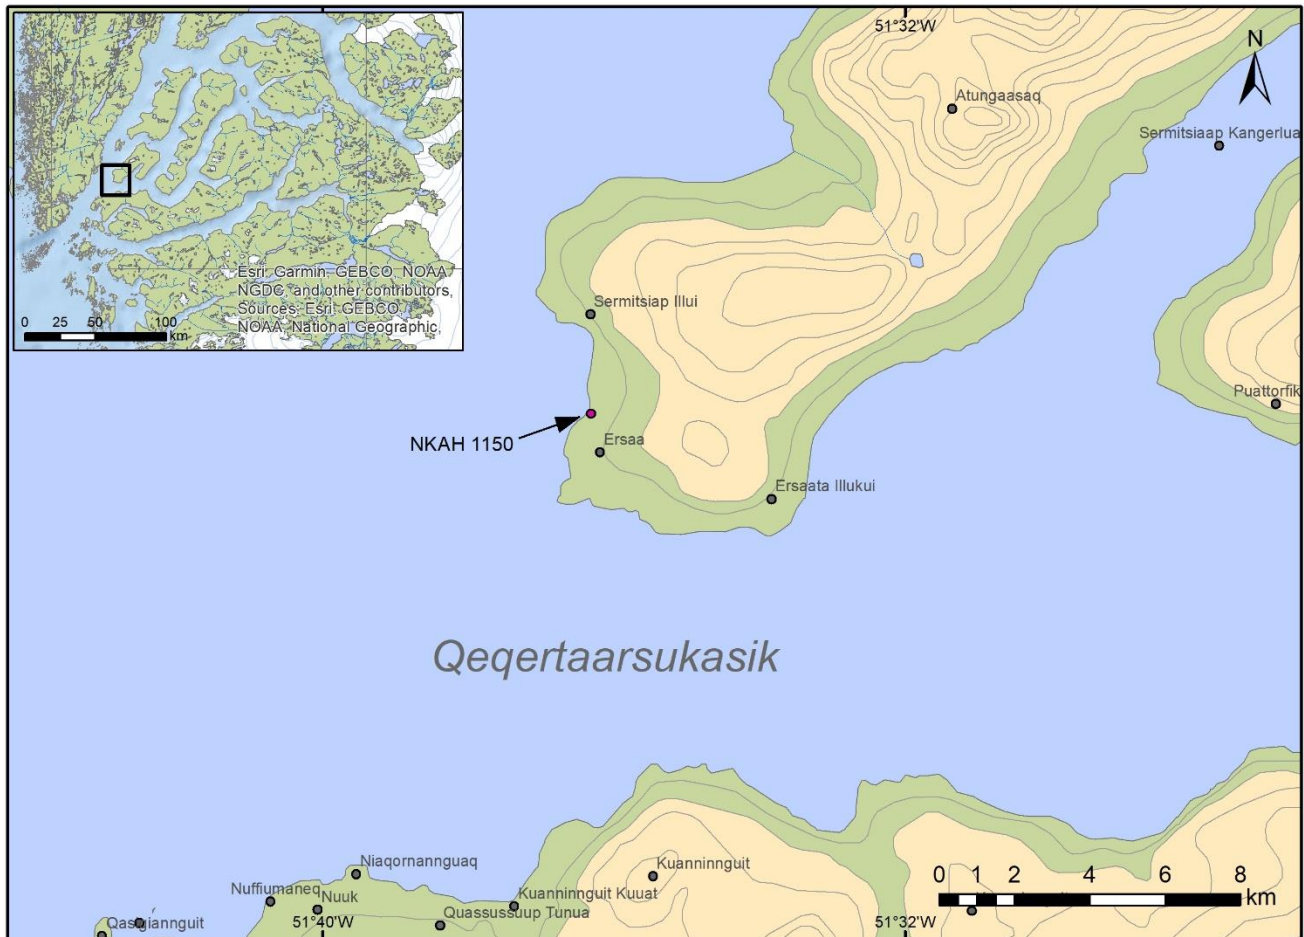 51°32'W
N
Atungaasaq
Sermitsiaap Kangerlua
Esri, Garmin, GEBCO, NOAA
NGDC, and other contributors,
Sources: Esri, GEBCO,
NOAA, National Geographic,
0 25 50 100
km
Sermitsiap Illui
Puattorfik
NKAH 1150
Ersaa
Ersaata Illukui
Qeqertaarsukasik
Niaqornannguaq
Kuanninnguit
0 1 2 4 6 8
km
Nuffiumaneq
Nuuk
Kuanninnguit Kuuat
Quassussuup Tunua
Qasigiannguit
51°40'W
51°32'W